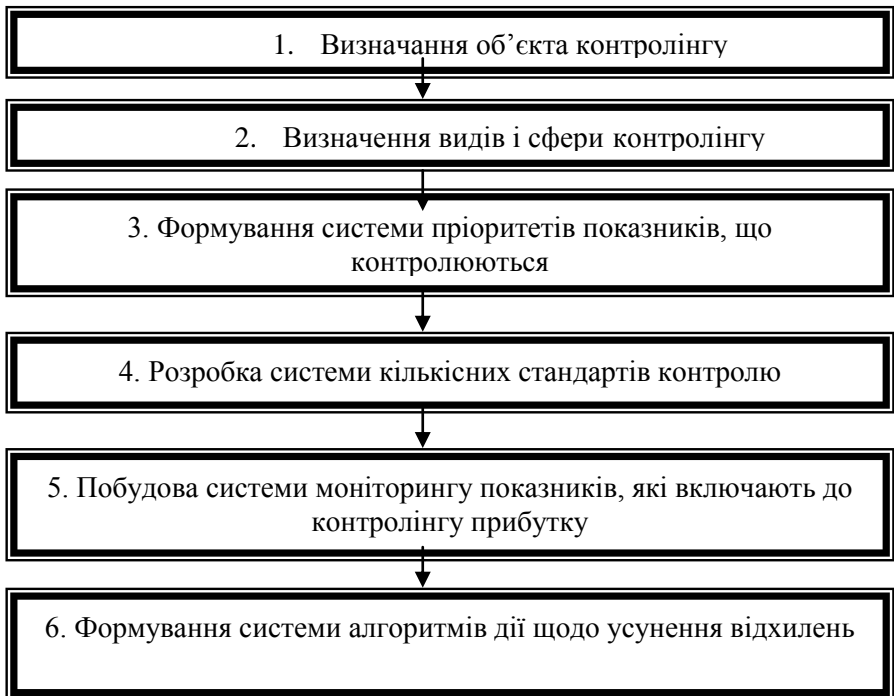 1. Визначання об’єкта контролінгу
2. Визначення видів і сфери контролінгу
3. Формування системи пріоритетів показників, що
контролюються
4. Розробка системи кількісних стандартів контролю
5. Побудова системи моніторингу показників, які включають до
контролінгу прибутку
6. Формування системи алгоритмів дії щодо усунення відхилень